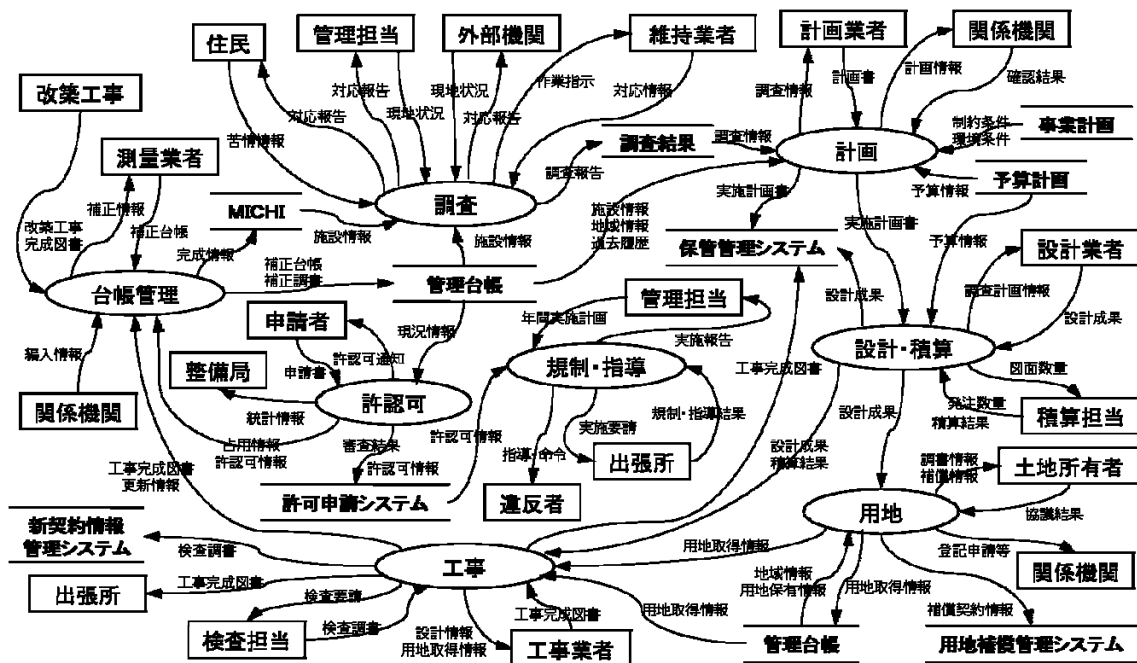 住民
管理担当
外部機関
維持業者
計画業者
関係機関
改築工事
対応報告
現地状況
作業指示
対応情報
調査情報
計画書
計画情報
確認結果
対応報告
現地状況
対応報告
苦情情報
測量業者
調査結果
調査情報
計画
制約条件
環境条件
事業計画
調査報告
補正情報
MICHI
調査
実施計画書
予算情報
予算計画
改築工事
完成図書
補正台帳
完成情報
施設情報
施設情報
施設情報
地域情報
過去履歴
保管管理システム
実施計画書
予算情報
設計業者
台帳管理
補正台帳
補正調書
管理台帳
管理担当
設計成果
調査計画情報
申請者
現況情報
年間実施計画
実施報告
設計成果
編入情報
許認可通知
申請書
整備局
規制・指導
工事完成図書
設計・積算
図面数量
関係機関
統計情報
許認可
規制・指導結果
発注数量
積算結果
積算担当
占用情報
許認可情報
審査結果
許認可情報
許認可情報
実施要請
設計成果
指導・命令
出張所
設計成果
積算結果
調書情報
補償情報
土地所有者
工事完成図書
更新情報
許可申請システム
違反者
用地
協議結果
新契約情報
管理システム
検査調書
工事
用地取得情報
登記申請等
関係機関
出張所
工事完成図書
検査要請
地域情報
用地保有情報
用地取得情報
検査担当
検査調書
設計情報
用地取得情報
工事完成図書
工事業者
用地取得情報
管理台帳
補償契約情報
用地補償管理システム